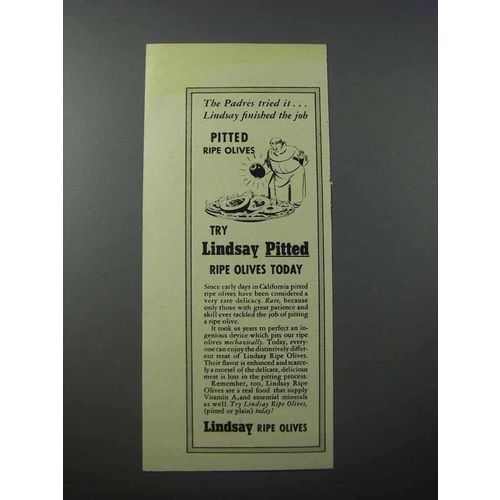 The Padrés tried it...
Lindsay finished the job
PITTED
RIPE OLIVES
TRY
Lindsay Pitted
RIPE OLIVES TODAY
Since early days in California pitted
ripe olives have been considered a
very rare delicacy. Rare, because
only those with great patience and
skill ever tackled the job of pitting
a ripe olive.
It took us years to perfect an in-
genious device which pits our ripe
olives mechanically. Today, every-
one can enjoy the distinctively differ-
ent treat of Lindsay Ripe Olives.
Their flavor is enhanced and scarce-
ly a morsel of the delicate, delicious
meat is lost in the pitting process.
Remember, too, Lindsay Ripe
Olives are a real food that supply
Vitamin A, and essential minerals
as well. Try Lindsay Ripe Olives,
(pitted or plain) today!
Lindsay RIPE OLIVES